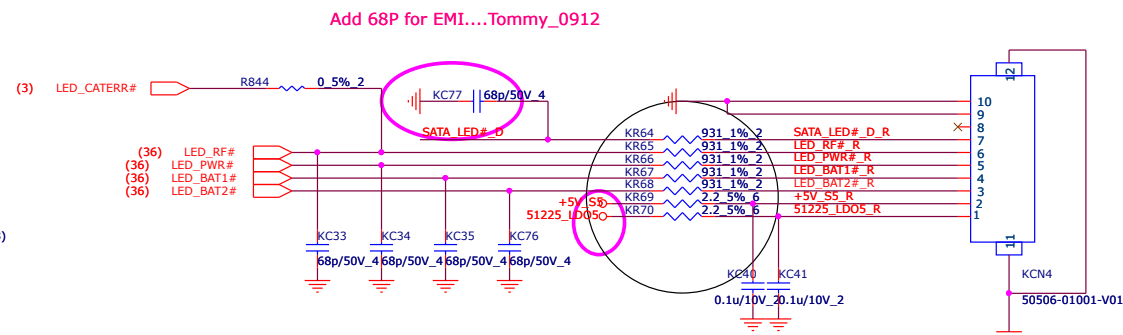 Add 68P for EMI....Tommy_0912
(3) LED_CATERR# R844 0_5%_2
KC77 68p/50V_4
SATA_LED#_D KR64 931_1%_2 SATA_LED#_D_R
(36) LED_RF# KR65 931_1%_2 LED_RF#_R
(36) LED_PWR# KR66 931_1%_2 LED_PWR#_R
(36) LED_BAT1# KR67 931_1%_2 LED_BAT1#_R
(36) LED_BAT2# KR68 931_1%_2 LED_BAT2#_R
+5V_S5 KR69 2.2_5%_6 +5V_S5_R
51225_LDO5 KR70 2.2_5%_6 51225_LDO5_R
12
10
9
8
7
6
5
4
3
2
1
11
KC33 KC34 KC35 KC76
68p/50V_4 68p/50V_4 68p/50V_4 68p/50V_4
KC40 KC41
0.1u/10V_2 0.1u/10V_2
KCN4
50506-01001-V01